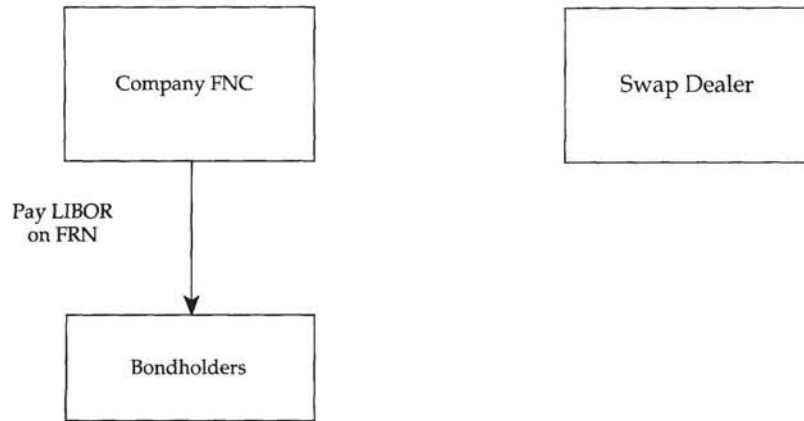 Company FNC
Swap Dealer
Pay LIBOR
on FRN
Bondholders